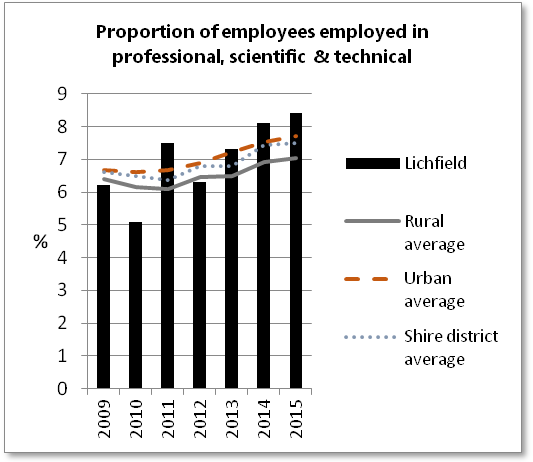 Proportion of employees employed in
professional, scientific & technical
9
8
7
6
5
4
3
2
1
0
%
2009
2010
2011
2012
2013
2014
2015
Lichfield
Rural
average
Urban
average
Shire district
average